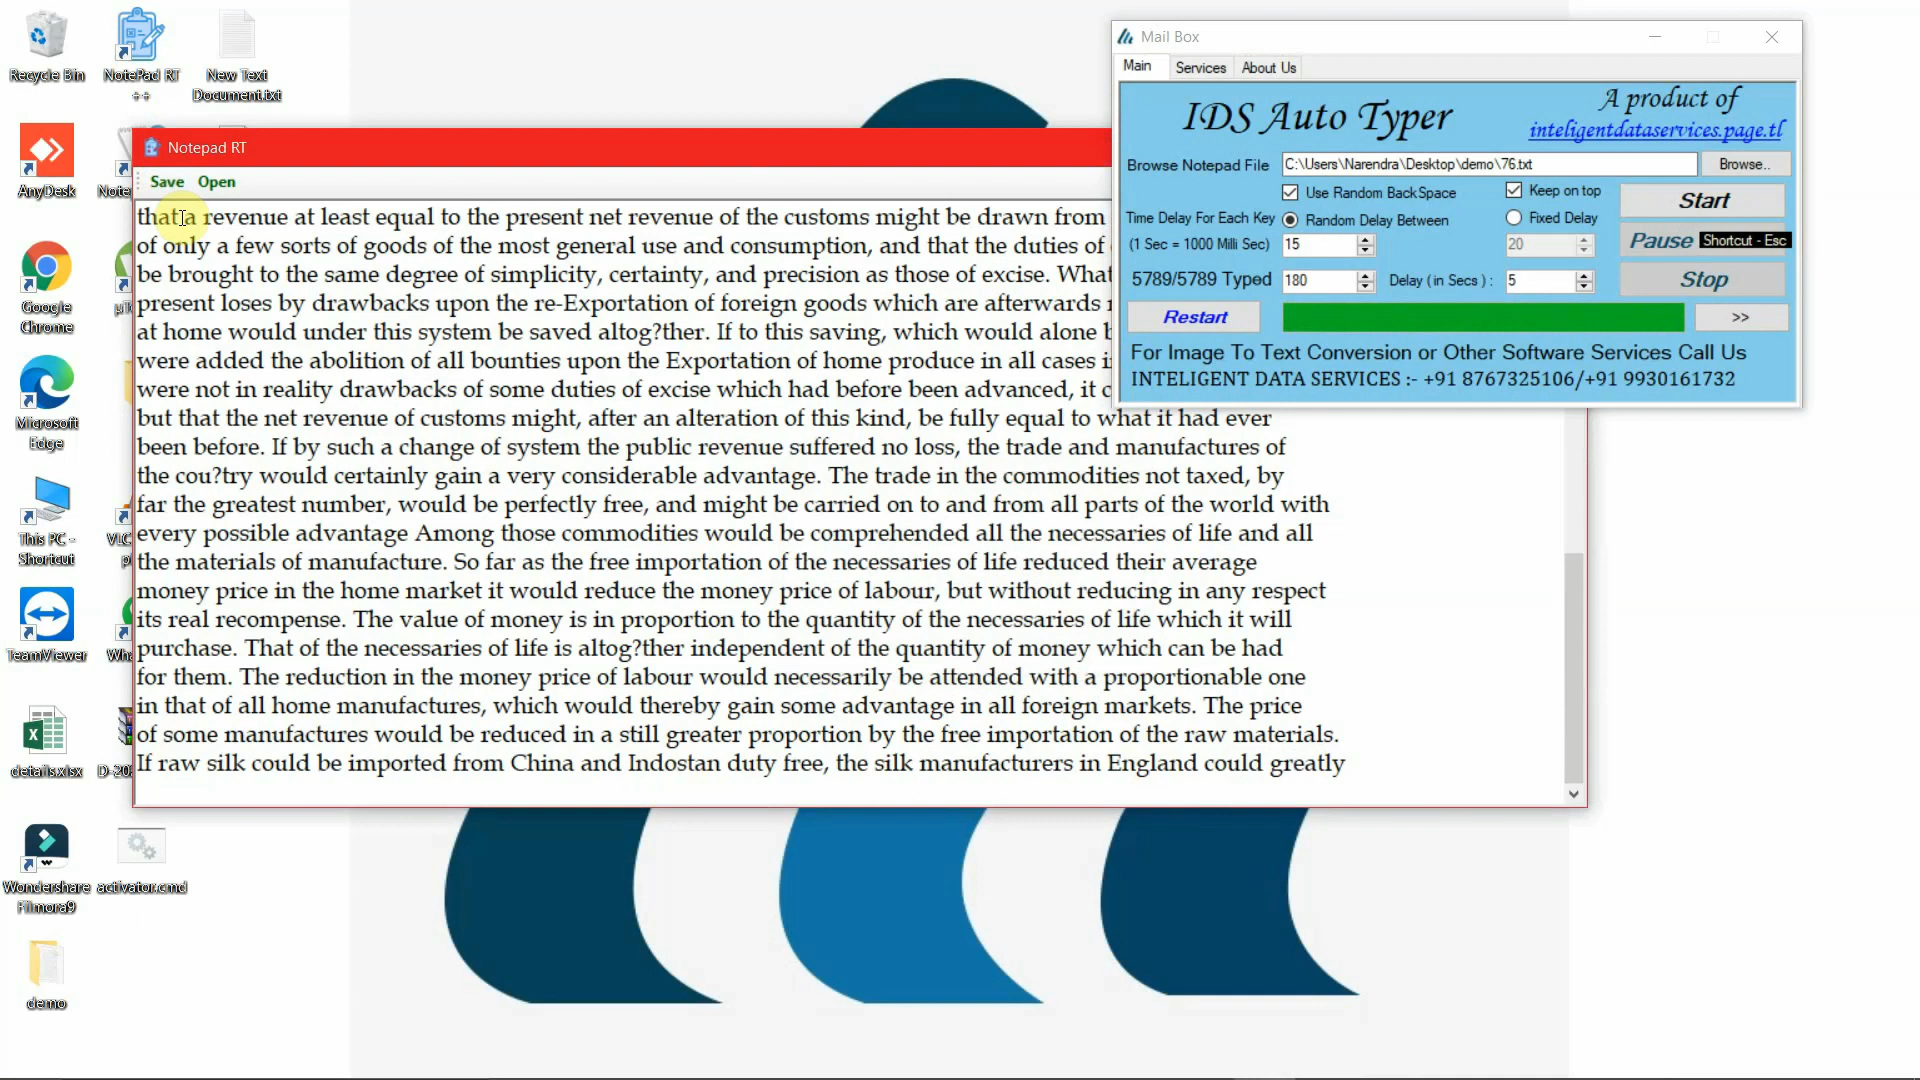 Recycle Bin
NotePad RT ++
New Text Document.txt
AnyDesk
Note
Google Chrome
Microsoft Edge
This PC - Shortcut
TeamViewer
details.xlsx
Wondershare Filmora9
activator.cmd
demo
Notepad RT
Save Open
that a revenue at least equal to the present net revenue of the customs might be drawn from
of only a few sorts of goods of the most general use and consumption, and that the duties of
be brought to the same degree of simplicity, certainty, and precision as those of excise. What
present loses by drawbacks upon the re-Exportation of foreign goods which are afterwards
at home would under this system be saved altog?ther. If to this saving, which would alone
were added the abolition of all bounties upon the Exportation of home produce in all cases
were not in reality drawbacks of some duties of excise which had before been advanced, it
but that the net revenue of customs might, after an alteration of this kind, be fully equal to what it had ever
been before. If by such a change of system the public revenue suffered no loss, the trade and manufactures of
the cou?try would certainly gain a very considerable advantage. The trade in the commodities not taxed, by
far the greatest number, would be perfectly free, and might be carried on to and from all parts of the world with
every possible advantage Among those commodities would be comprehended all the necessaries of life and all
the materials of manufacture. So far as the free importation of the necessaries of life reduced their average
money price in the home market it would reduce the money price of labour, but without reducing in any respect
its real recompense. The value of money is in proportion to the quantity of the necessaries of life which it will
purchase. That of the necessaries of life is altog?ther independent of the quantity of money which can be had
for them. The reduction in the money price of labour would necessarily be attended with a proportionable one
in that of all home manufactures, which would thereby gain some advantage in all foreign markets. The price
of some manufactures would be reduced in a still greater proportion by the free importation of the raw materials.
If raw silk could be imported from China and Indostan duty free, the silk manufacturers in England could greatly
Mail Box
Main Services About Us
IDS Auto Typer
A product of
inteligentdataservices.page.tl
Browse Notepad File C:\Users\Narendra\Desktop\demo\76.txt Browse..
Use Random BackSpace Keep on top Start
Time Delay For Each Key Random Delay Between Fixed Delay
(1 Sec = 1000 Milli Sec) 15 20 Pause Shortcut - Esc
5789/5789 Typed 180 Delay (in Secs) : 5 Stop
Restart >>
For Image To Text Conversion or Other Software Services Call Us
INTELIGENT DATA SERVICES :- +91 8767325106/+91 9930161732